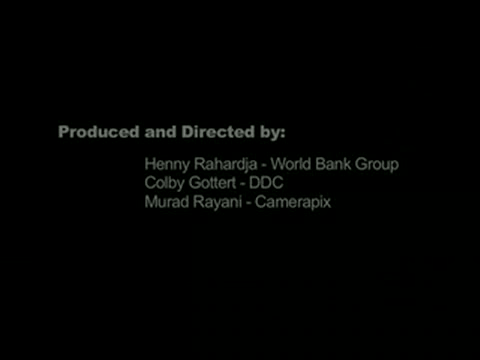 Produced and Directed by:
Henny Rahardja - World Bank Group
Colby Gottert - DDC
Murad Rayani - Camerapix